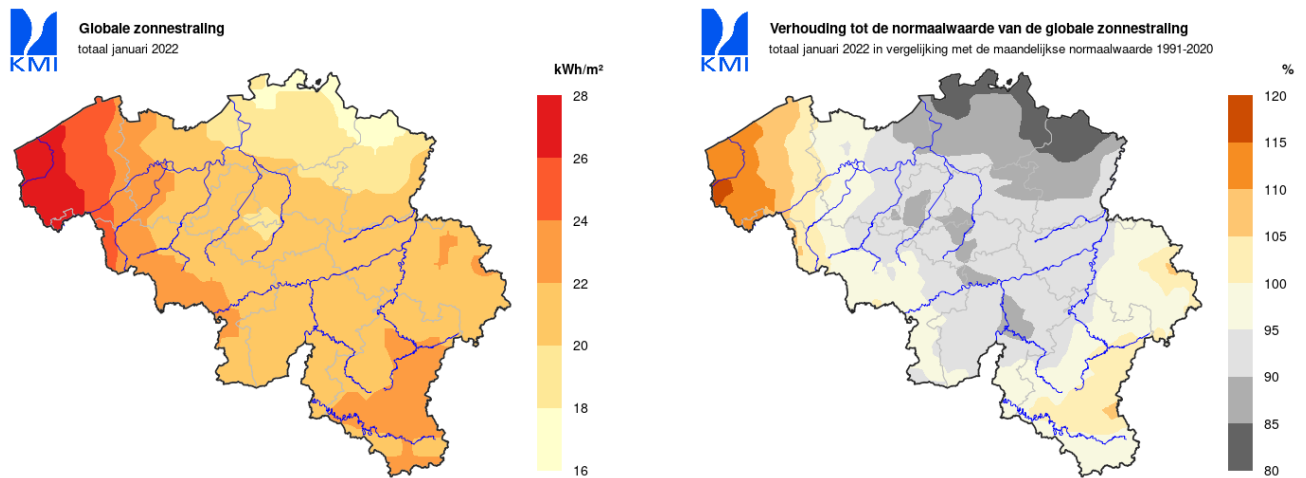 KMI
Globale zonnestraling
totaal januari 2022
kWh/m²
28
26
24
22
20
18
16
KMI
Verhouding tot de normaalwaarde van de globale zonnestraling
totaal januari 2022 in vergelijking met de maandelijkse normaalwaarde 1991-2020
%
120
115
110
105
100
95
90
85
80